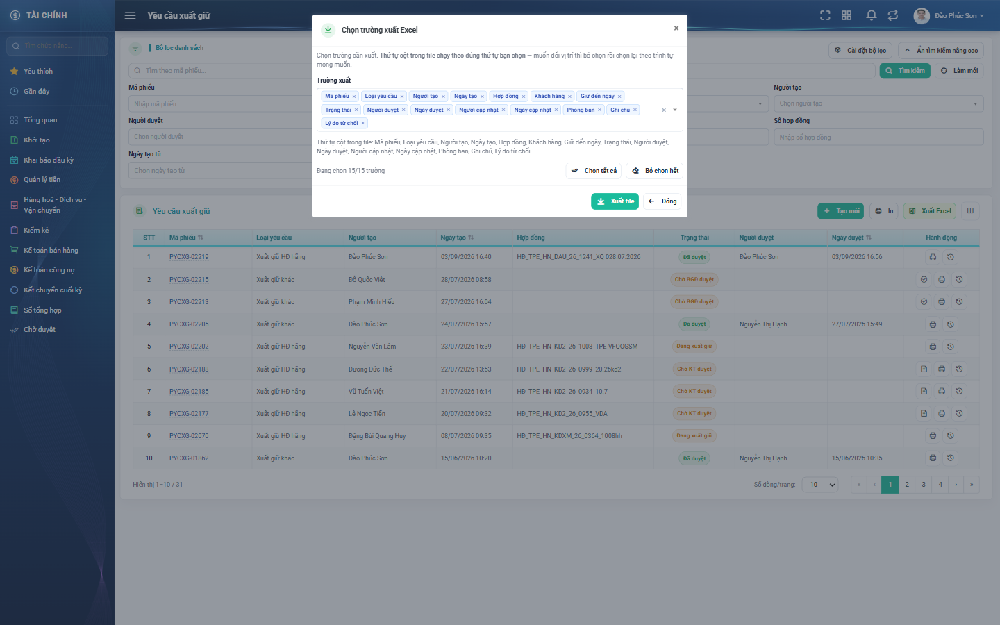 TÀI CHÍNH
Yêu cầu xuất giữ
Đào Phúc Sơn
Tìm chức năng...
Yêu thích
Gần đây
Tổng quan
Khởi tạo
Khai báo đầu kỳ
Quản lý tiền
Hàng hoá - Dịch vụ -
Vận chuyển
Kiểm kê
Kế toán bán hàng
Kế toán công nợ
Kết chuyển cuối kỳ
Sổ tổng hợp
Chờ duyệt
Bộ lọc danh sách
Cài đặt bộ lọc
Ẩn tìm kiếm nâng cao
Tìm theo mã phiếu...
Tìm kiếm
Làm mới
Mã phiếu
Người tạo
Nhập mã phiếu
Chọn người tạo
Người duyệt
Số hợp đồng
Chọn người duyệt
Nhập số hợp đồng
Ngày tạo từ
Chọn ngày tạo từ
Chọn trường xuất Excel
×
Chọn trường cần xuất. Thứ tự cột trong file chạy theo đúng thứ tự bạn chọn — muốn đổi vị trí thì bỏ chọn rồi chọn lại theo trình tự
mong muốn.
Trường xuất
Mã phiếu × Loại yêu cầu × Người tạo × Ngày tạo × Hợp đồng × Khách hàng × Giữ đến ngày ×
Trạng thái × Người duyệt × Ngày duyệt × Người cập nhật × Ngày cập nhật × Phòng ban × Ghi chú × ×
Lý do từ chối ×
Thứ tự cột trong file: Mã phiếu, Loại yêu cầu, Người tạo, Ngày tạo, Hợp đồng, Khách hàng, Giữ đến ngày, Trạng thái, Người duyệt,
Ngày duyệt, Người cập nhật, Ngày cập nhật, Phòng ban, Ghi chú, Lý do từ chối
Đang chọn 15/15 trường
Chọn tất cả
Bỏ chọn hết
Xuất file
Đóng
Yêu cầu xuất giữ
Tạo mới
In
Xuất Excel
STT Mã phiếu Loại yêu cầu Người tạo Ngày tạo Hợp đồng Trạng thái Người duyệt Ngày duyệt Hành động
1 PYCXG-02219 Xuất giữ HĐ hãng Đào Phúc Sơn 03/09/2026 16:40 HĐ_TPE_HN_DAU_26_1241_XQ 028.07.2026 Đã duyệt Đào Phúc Sơn 03/09/2026 16:56
2 PYCXG-02215 Xuất giữ khác Đỗ Quốc Việt 28/07/2026 08:58 Chờ BGĐ duyệt
3 PYCXG-02213 Xuất giữ khác Phạm Minh Hiếu 27/07/2026 16:04 Chờ BGĐ duyệt
4 PYCXG-02205 Xuất giữ khác Đào Phúc Sơn 24/07/2026 15:57 Đã duyệt Nguyễn Thị Hạnh 27/07/2026 15:49
5 PYCXG-02202 Xuất giữ HĐ hãng Nguyễn Văn Lâm 23/07/2026 16:39 HĐ_TPE_HN_KD2_26_1008_TPE-VFQOGSM Đang xuất giữ
6 PYCXG-02188 Xuất giữ HĐ hãng Dương Đức Thế 22/07/2026 13:53 HĐ_TPE_HN_KD2_26_0999_20.26kd2 Chờ KT duyệt
7 PYCXG-02185 Xuất giữ HĐ hãng Vũ Tuấn Việt 21/07/2026 16:14 HĐ_TPE_HN_KD2_26_0934_10.7 Chờ KT duyệt
8 PYCXG-02177 Xuất giữ HĐ hãng Lê Ngọc Tiến 20/07/2026 09:32 HĐ_TPE_HN_KD2_26_0955_VDA Chờ KT duyệt
9 PYCXG-02070 Xuất giữ HĐ hãng Đặng Bùi Quang Huy 08/07/2026 09:35 HĐ_TPE_HN_KDXM_26_0364_1008hh Đang xuất giữ
10 PYCXG-01862 Xuất giữ khác Đào Phúc Sơn 15/06/2026 10:20 Đã duyệt Nguyễn Thị Hạnh 15/06/2026 10:35
Hiển thị 1–10 / 31
Số dòng/trang: 10 « ‹ 1 2 3 4 › »